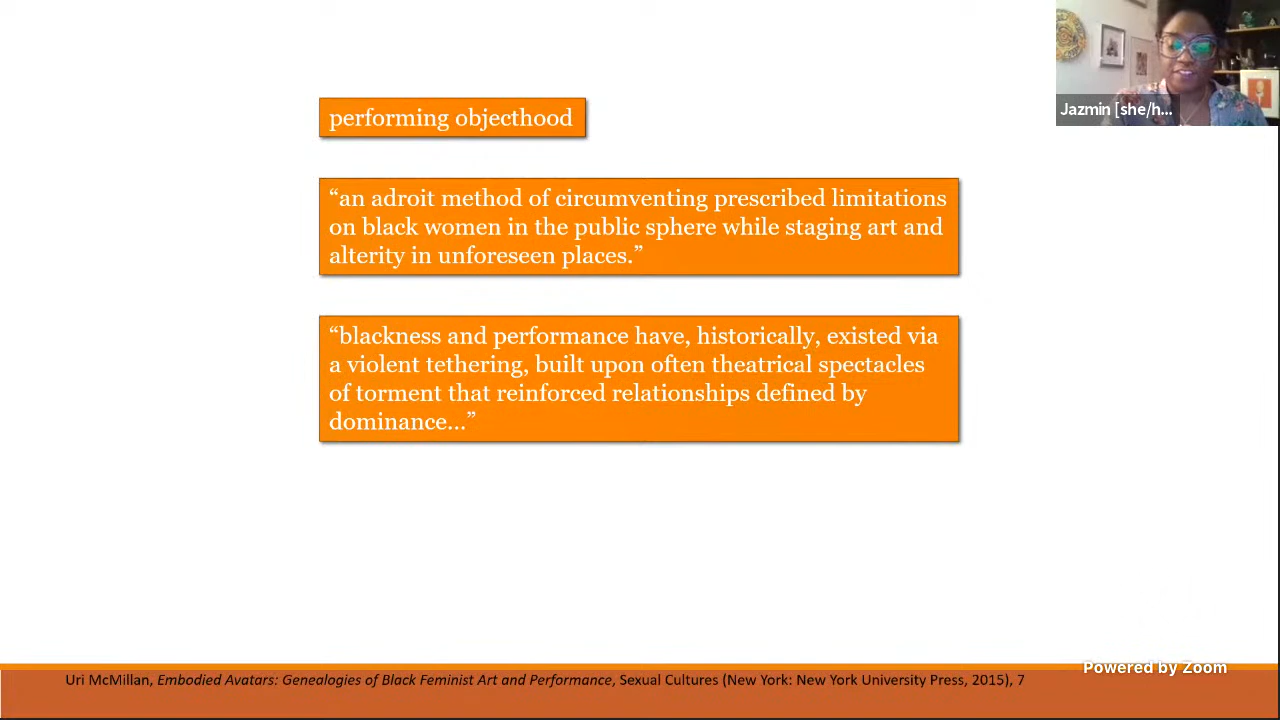 performing objecthood
“an adroit method of circumventing prescribed limitations
on black women in the public sphere while staging art and
alterity in unforeseen places.”
“blackness and performance have, historically, existed via
a violent tethering, built upon often theatrical spectacles
of torment that reinforced relationships defined by
dominance...”
Jazmin [she/h...
Powered by Zoom
Uri McMillan, Embodied Avatars: Genealogies of Black Feminist Art and Performance, Sexual Cultures (New York: New York University Press, 2015), 7